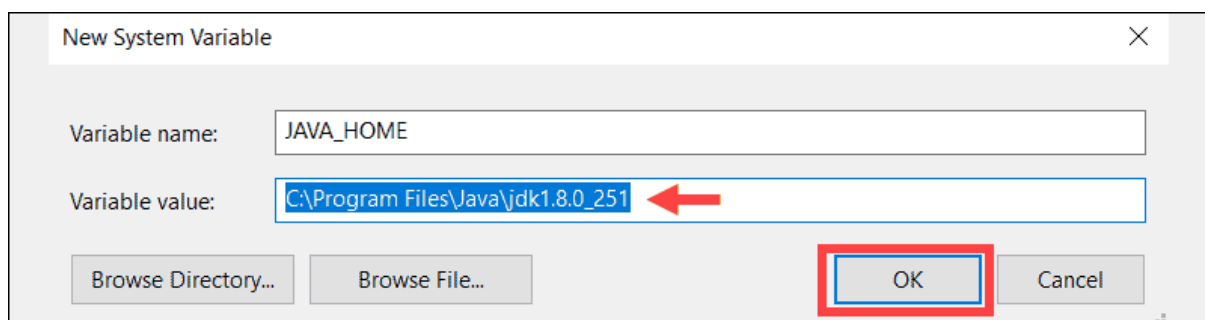 New System Variable
Variable name: JAVA_HOME
Variable value: C:\Program Files\Java\jdk1.8.0_251
Browse Directory... Browse File... OK Cancel